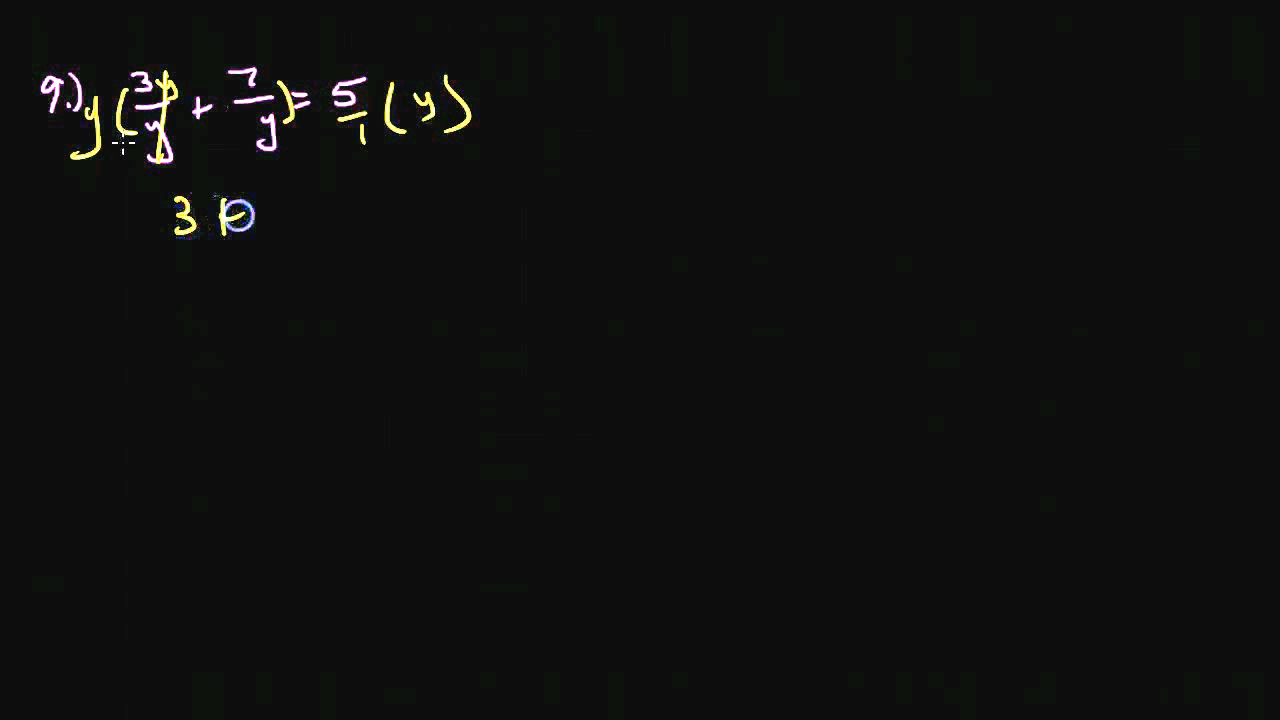 9.) y (3y/y + 7/y) = 5/1 (y)
3 +